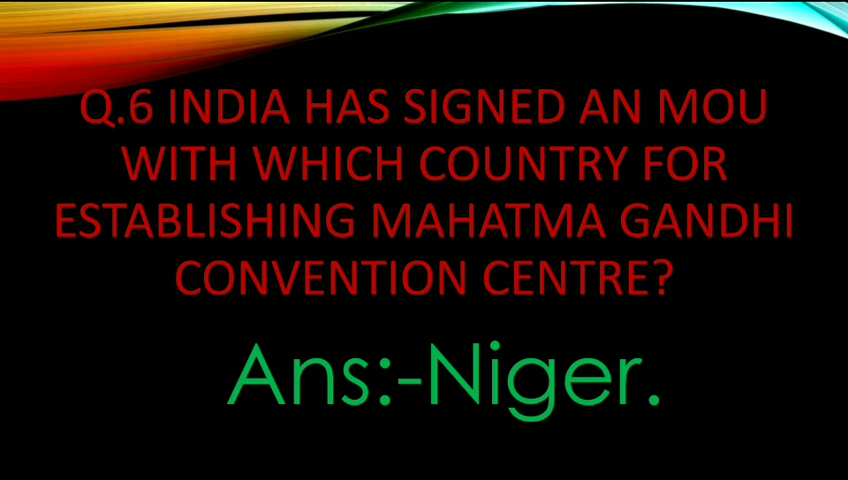 Q.6 INDIA HAS SIGNED AN MOU
WITH WHICH COUNTRY FOR
ESTABLISHING MAHATMA GANDHI
CONVENTION CENTRE?
Ans:-Niger.